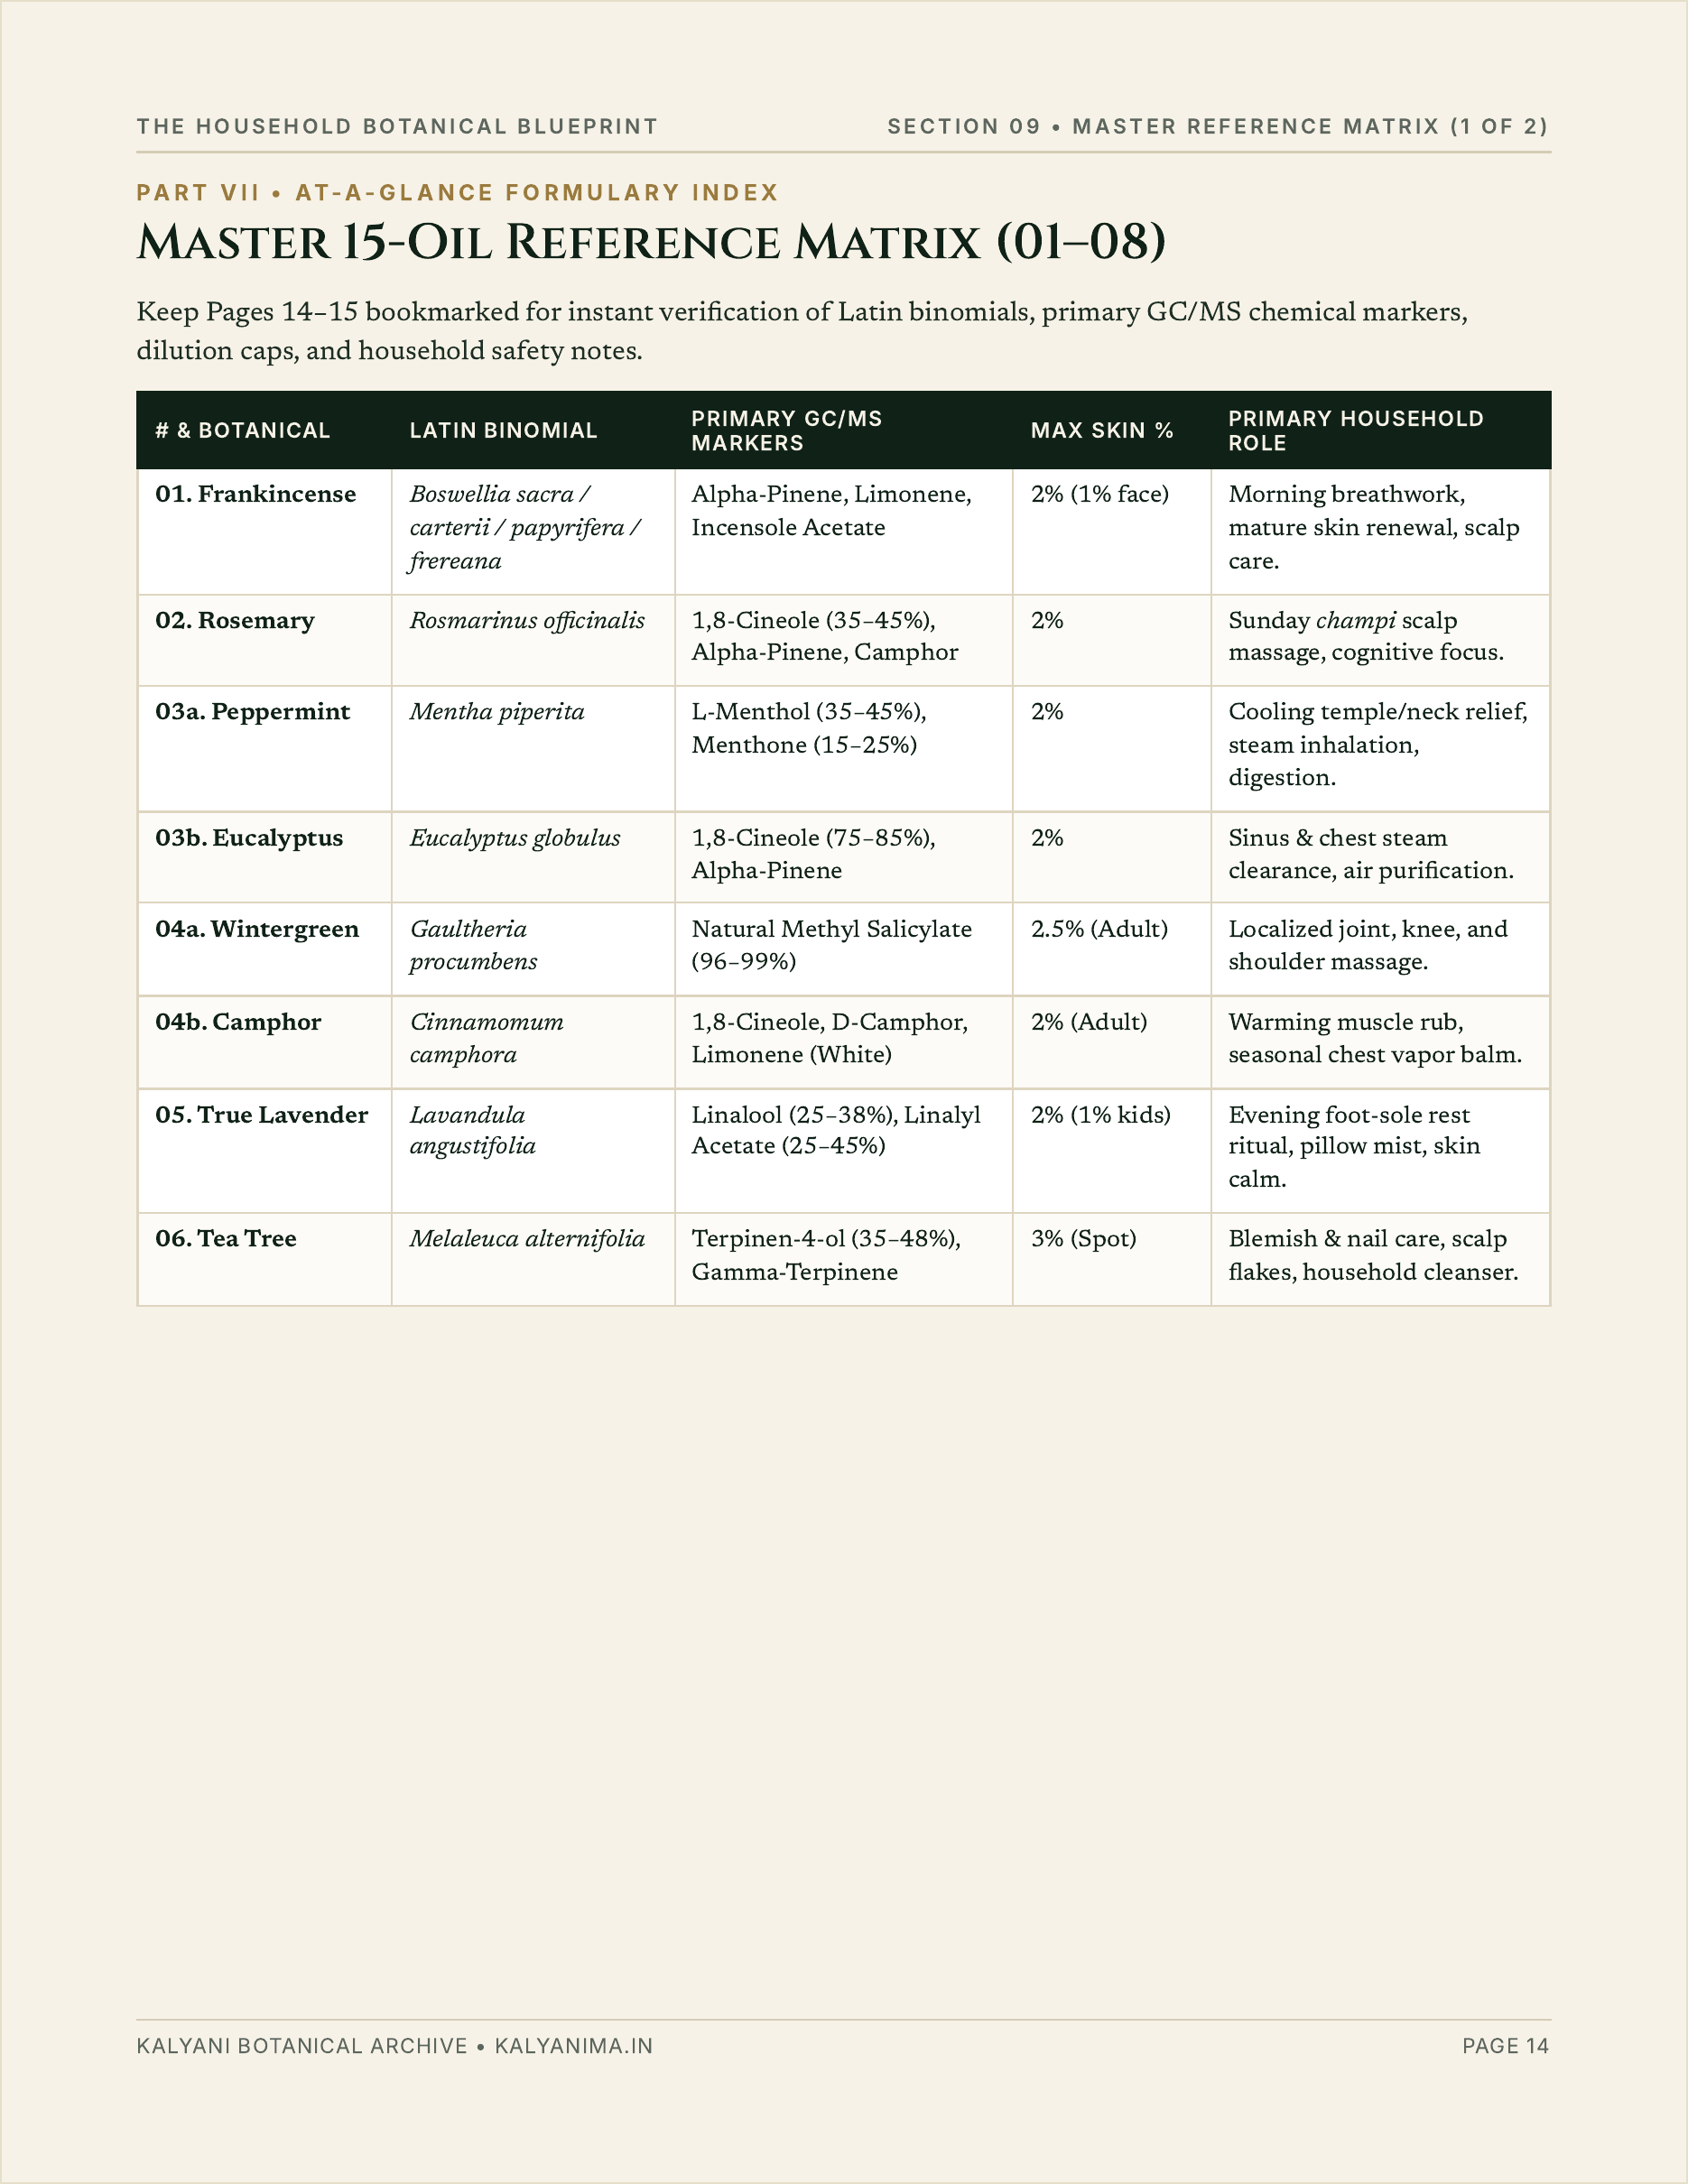 THE HOUSEHOLD BOTANICAL BLUEPRINT
SECTION 09 • MASTER REFERENCE MATRIX (1 OF 2)
PART VII • AT-A-GLANCE FORMULARY INDEX
Master 15-Oil Reference Matrix (01–08)
Keep Pages 14–15 bookmarked for instant verification of Latin binomials, primary GC/MS chemical markers,
dilution caps, and household safety notes.
# & BOTANICAL
LATIN BINOMIAL
PRIMARY GC/MS
MARKERS
MAX SKIN %
PRIMARY HOUSEHOLD
ROLE
01. Frankincense
Boswellia sacra /
carterii / papyrifera /
frereana
Alpha-Pinene, Limonene,
Incensole Acetate
2% (1% face)
Morning breathwork,
mature skin renewal, scalp
care.
02. Rosemary
Rosmarinus officinalis
1,8-Cineole (35–45%),
Alpha-Pinene, Camphor
2%
Sunday champi scalp
massage, cognitive focus.
03a. Peppermint
Mentha piperita
L-Menthol (35–45%),
Menthone (15–25%)
2%
Cooling temple/neck relief,
steam inhalation,
digestion.
03b. Eucalyptus
Eucalyptus globulus
1,8-Cineole (75–85%),
Alpha-Pinene
2%
Sinus & chest steam
clearance, air purification.
04a. Wintergreen
Gaultheria
procumbens
Natural Methyl Salicylate
(96–99%)
2.5% (Adult)
Localized joint, knee, and
shoulder massage.
04b. Camphor
Cinnamomum
camphora
1,8-Cineole, D-Camphor,
Limonene (White)
2% (Adult)
Warming muscle rub,
seasonal chest vapor balm.
05. True Lavender
Lavandula
angustifolia
Linalool (25–38%), Linalyl
Acetate (25–45%)
2% (1% kids)
Evening foot-sole rest
ritual, pillow mist, skin
calm.
06. Tea Tree
Melaleuca alternifolia
Terpinen-4-ol (35–48%),
Gamma-Terpinene
3% (Spot)
Blemish & nail care, scalp
flakes, household cleanser.
KALYANI BOTANICAL ARCHIVE • KALYANIMA.IN
PAGE 14